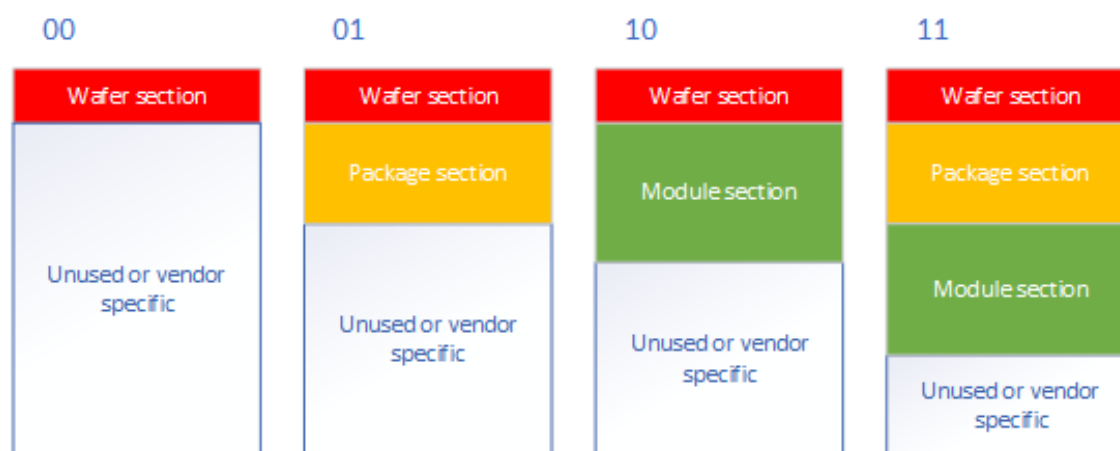 00
01
10
11
Wafer section
Wafer section
Wafer section
Wafer section
Package section
Module section
Package section
Unused or vendor
specific
Unused or vendor
specific
Unused or vendor
specific
Module section
Unused or vendor
specific